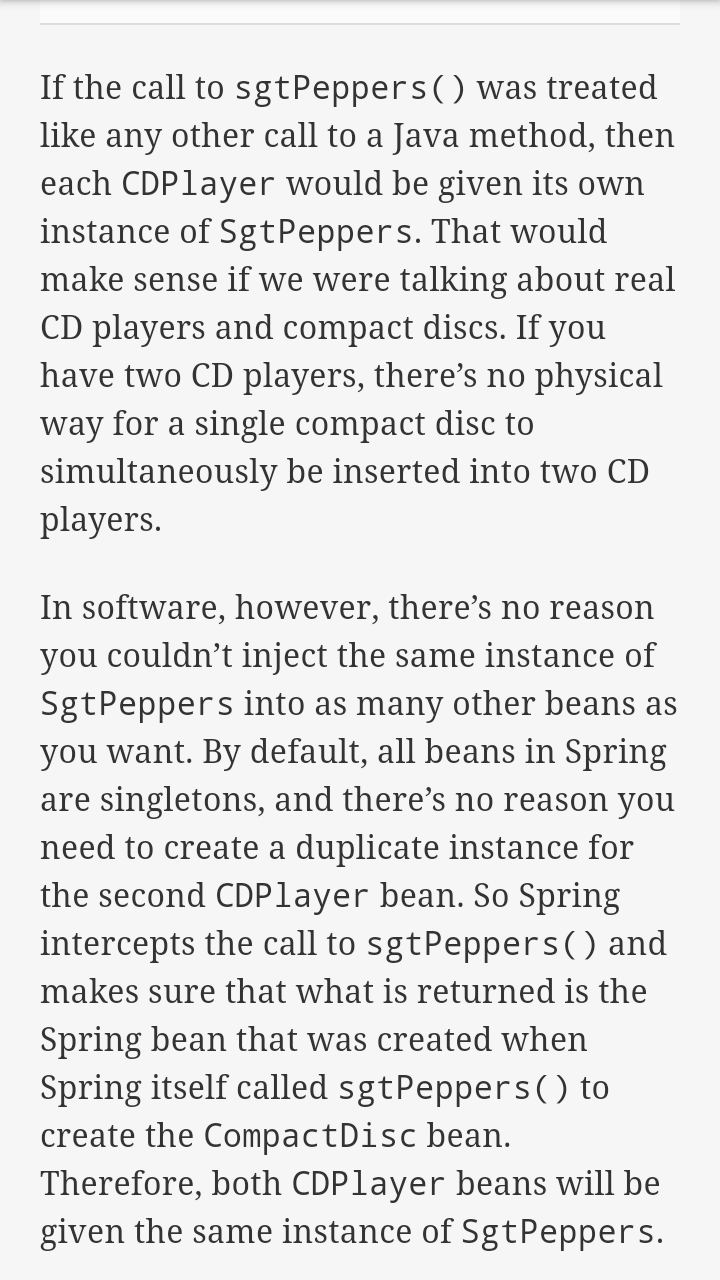 If the call to sgtPeppers() was treated
like any other call to a Java method, then
each CDPlayer would be given its own
instance of SgtPeppers. That would
make sense if we were talking about real
CD players and compact discs. If you
have two CD players, there’s no physical
way for a single compact disc to
simultaneously be inserted into two CD
players.
In software, however, there’s no reason
you couldn’t inject the same instance of
SgtPeppers into as many other beans as
you want. By default, all beans in Spring
are singletons, and there’s no reason you
need to create a duplicate instance for
the second CDPlayer bean. So Spring
intercepts the call to sgtPeppers() and
makes sure that what is returned is the
Spring bean that was created when
Spring itself called sgtPeppers() to
create the CompactDisc bean.
Therefore, both CDPlayer beans will be
given the same instance of SgtPeppers.